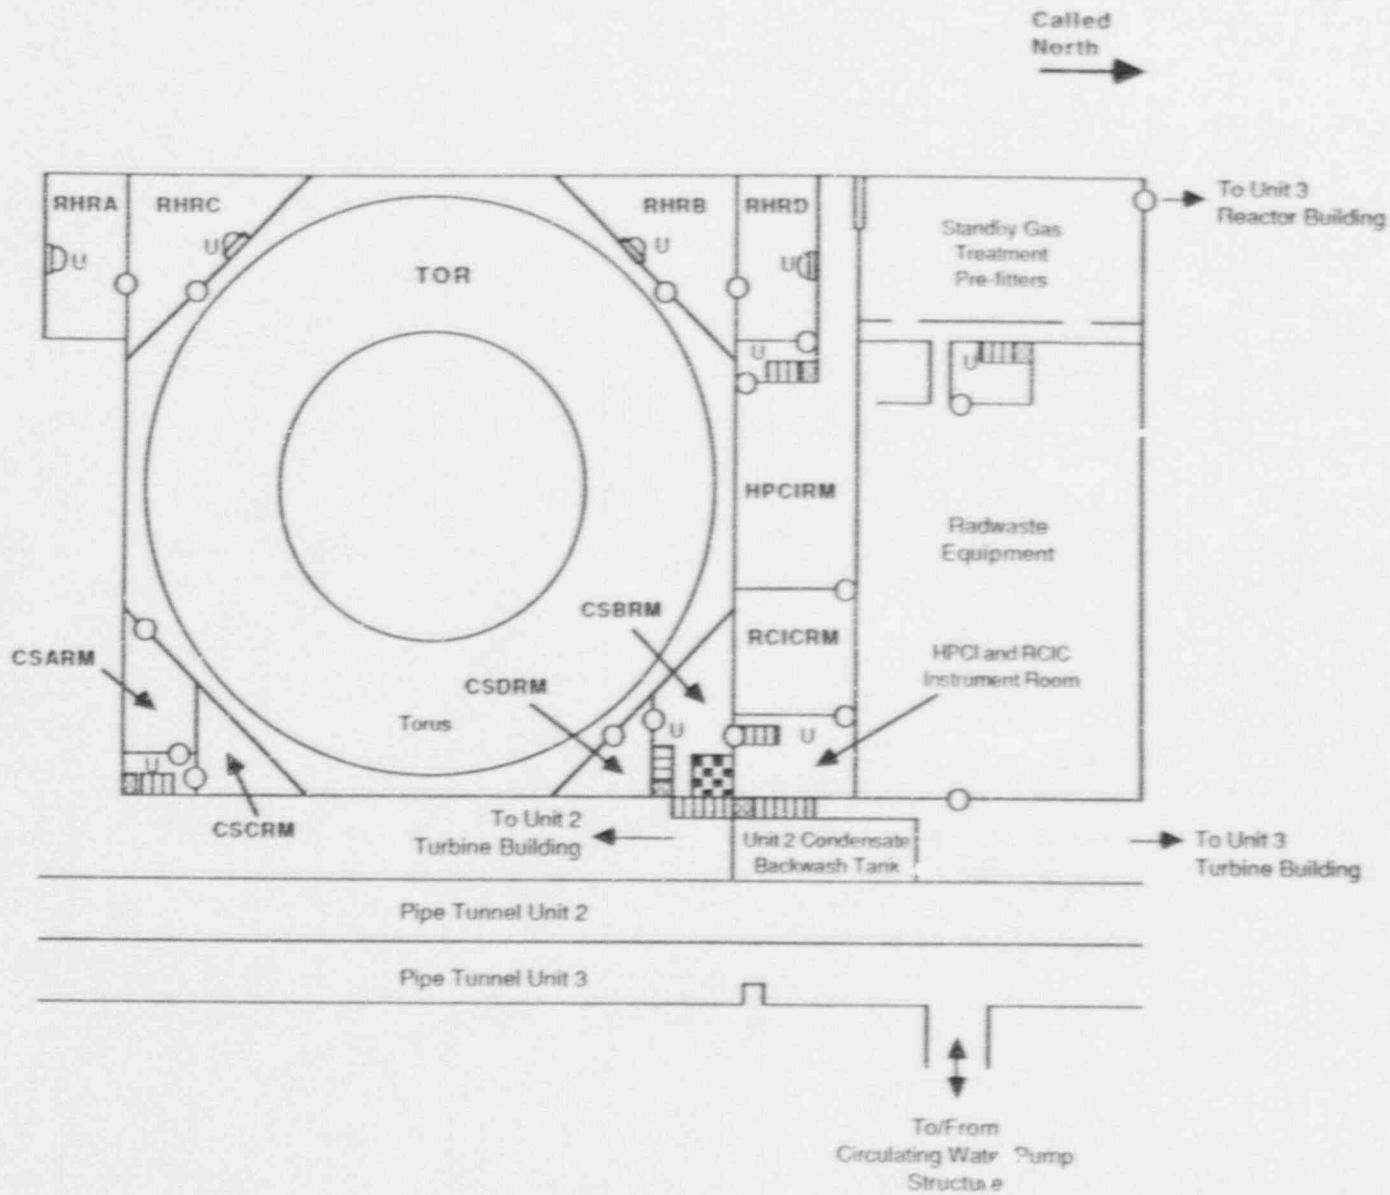 Called
North
RHRA
RHRC
RHRB
RHRD
To Unit 3
Reactor Building
Standby Gas
Treatment
Pre-filters
U
U
U
U
TOR
U
U
HPCIRM
Radwaste
Equipment
CSBRM
RCICRM
CSARM
HPCI and RCIC
Instrument Room
CSDRM
Torus
U
U
U
CSCRM
To Unit 2
Turbine Building
Unit 2 Condensate
Backwash Tank
To Unit 3
Turbine Building
Pipe Tunnel Unit 2
Pipe Tunnel Unit 3
To/From
Circulating Water Pump
Structure